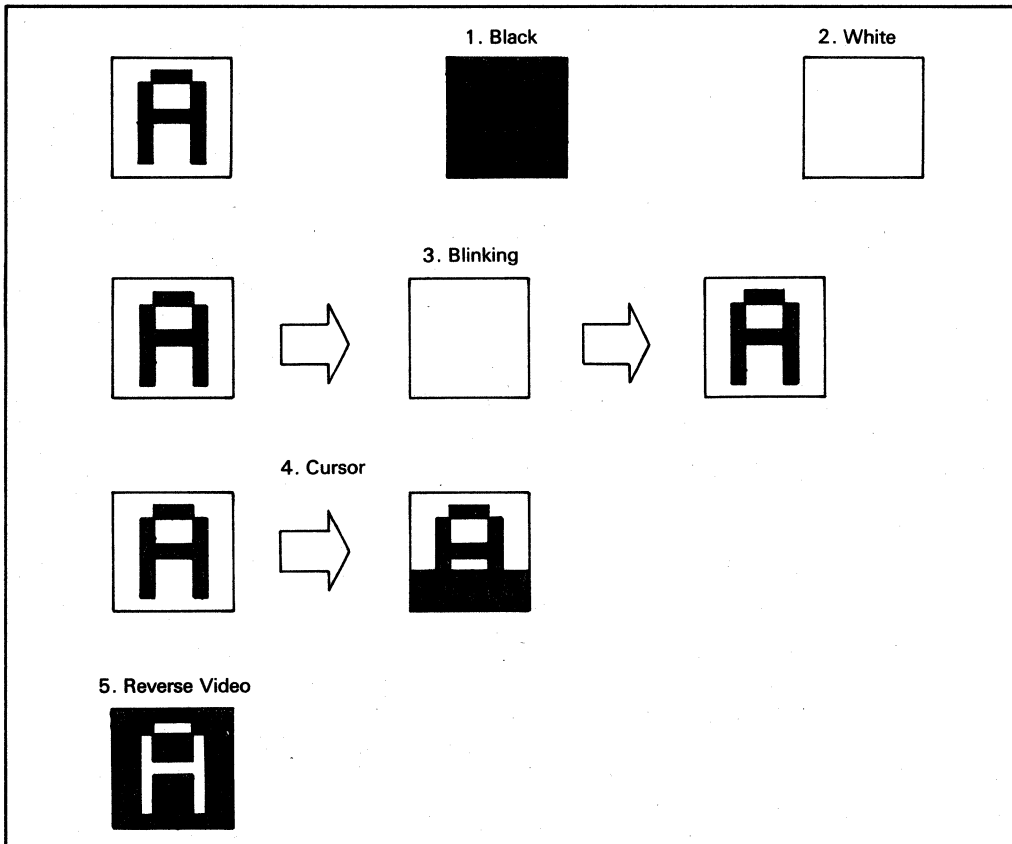 1. Black
2. White
A
3. Blinking
A
A
4. Cursor
A
A
5. Reverse Video
A